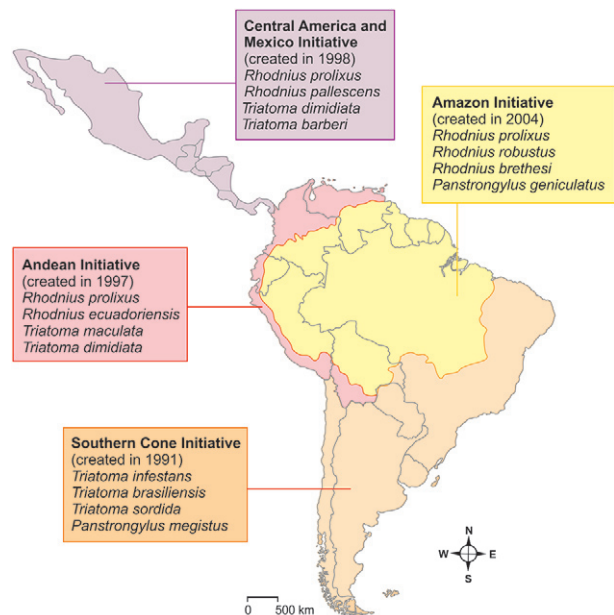 Central America and
Mexico Initiative
(created in 1998)
Rhodnius prolixus
Rhodnius pallescens
Triatoma dimidiata
Triatoma barberi
Amazon Initiative
(created in 2004)
Rhodnius prolixus
Rhodnius robustus
Rhodnius brethesi
Panstrongylus geniculatus
Andean Initiative
(created in 1997)
Rhodnius prolixus
Rhodnius ecuadoriensis
Triatoma maculata
Triatoma dimidiata
Southern Cone Initiative
(created in 1991)
Triatoma infestans
Triatoma brasiliensis
Triatoma sordida
Panstrongylus megistus
N
W E
S
0 500 km